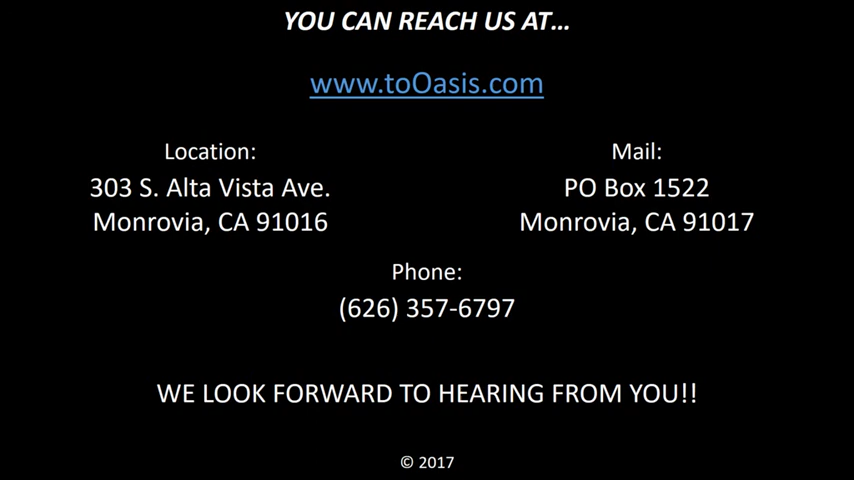 YOU CAN REACH US AT…
www.toOasis.com
Location:
303 S. Alta Vista Ave.
Monrovia, CA 91016
Mail:
PO Box 1522
Monrovia, CA 91017
Phone:
(626) 357-6797
WE LOOK FORWARD TO HEARING FROM YOU!!
© 2017